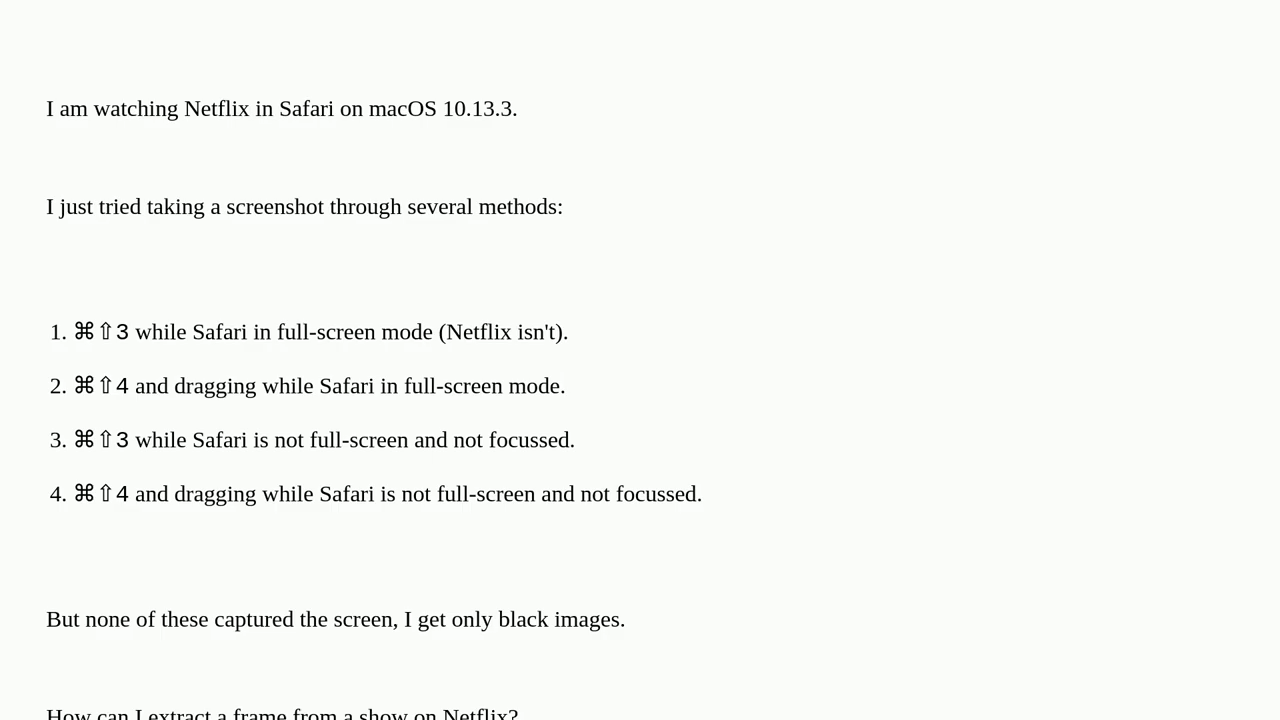 I am watching Netflix in Safari on macOS 10.13.3.
I just tried taking a screenshot through several methods:
1. ⌘⇧3 while Safari in full-screen mode (Netflix isn't).
2. ⌘⇧4 and dragging while Safari in full-screen mode.
3. ⌘⇧3 while Safari is not full-screen and not focussed.
4. ⌘⇧4 and dragging while Safari is not full-screen and not focussed.
But none of these captured the screen, I get only black images.
How can I extract a frame from a show on Netflix?